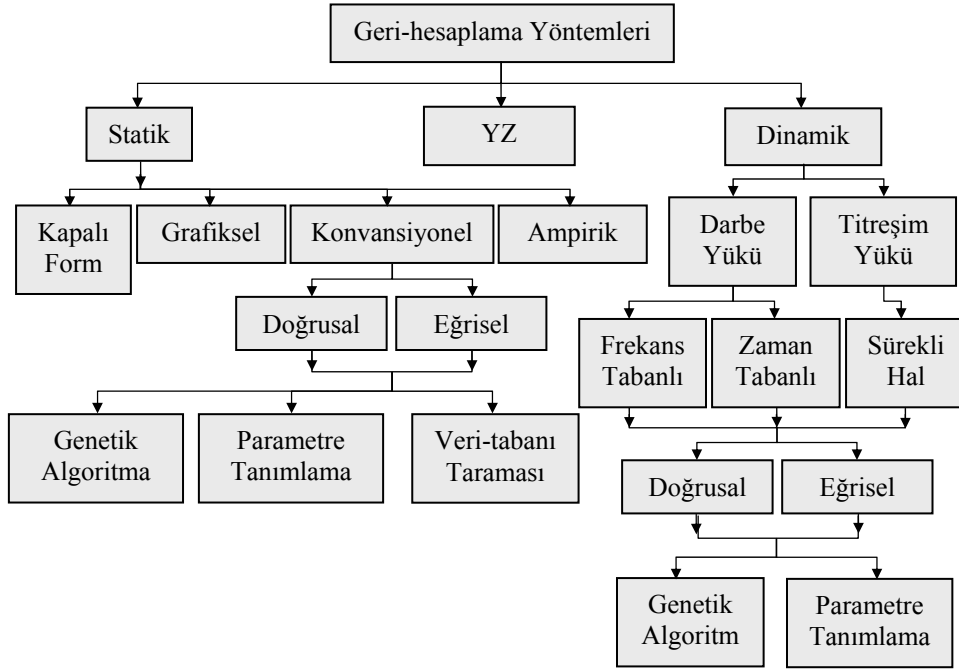 Geri-hesaplama Yöntemleri
Statik
YZ
Dinamik
Kapalı
Form
Grafiksel
Konvansiyonel
Ampirik
Darbe
Yükü
Titreşim
Yükü
Doğrusal
Eğrisel
Frekans
Tabanlı
Zaman
Tabanlı
Sürekli
Hal
Genetik
Algoritma
Parametre
Tanımlama
Veri-tabanı
Taraması
Doğrusal
Eğrisel
Genetik
Algoritm
Parametre
Tanımlama